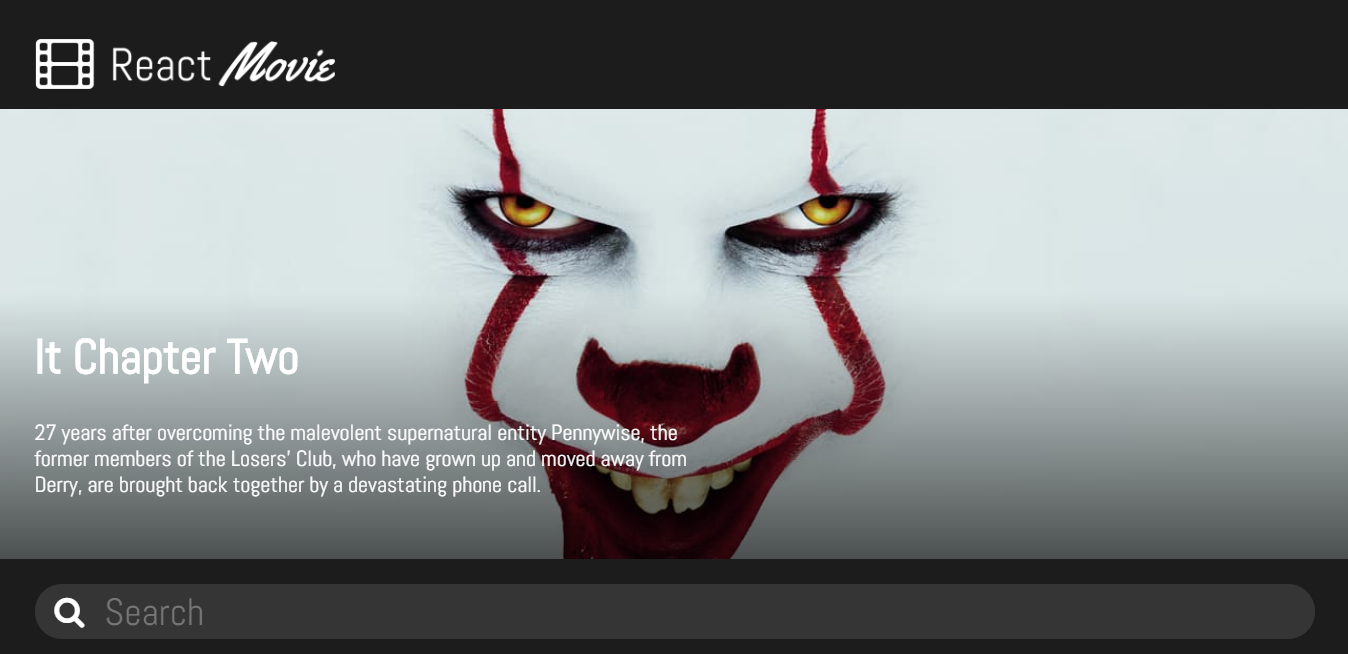 React Movie
It Chapter Two
27 years after overcoming the malevolent supernatural entity Pennywise, the
former members of the Losers’ Club, who have grown up and moved away from
Derry, are brought back together by a devastating phone call.
Search